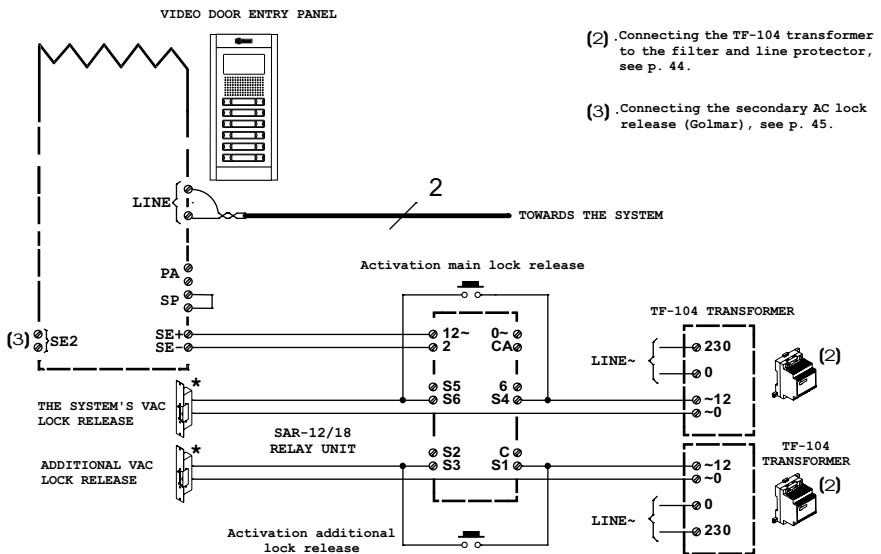 VIDEO DOOR ENTRY PANEL
(2) .Connecting the TF-104 transformer
to the filter and line protector,
see p. 44.
(3) .Connecting the secondary AC lock
release (Golmar), see p. 45.
LINE
2
TOWARDS THE SYSTEM
PA
SP
Activation main lock release
TF-104 TRANSFORMER
(3)
SE2
SE+
SE-
12~
0~
2
CA
LINE~
230
0
(2)
*
S5
6
S6
S4
~12
~0
THE SYSTEM'S VAC
LOCK RELEASE
SAR-12/18
RELAY UNIT
*
S2
C
S3
S1
~12
~0
TF-104
TRANSFORMER
(2)
ADDITIONAL VAC
LOCK RELEASE
LINE~
0
230
Activation additional
lock release